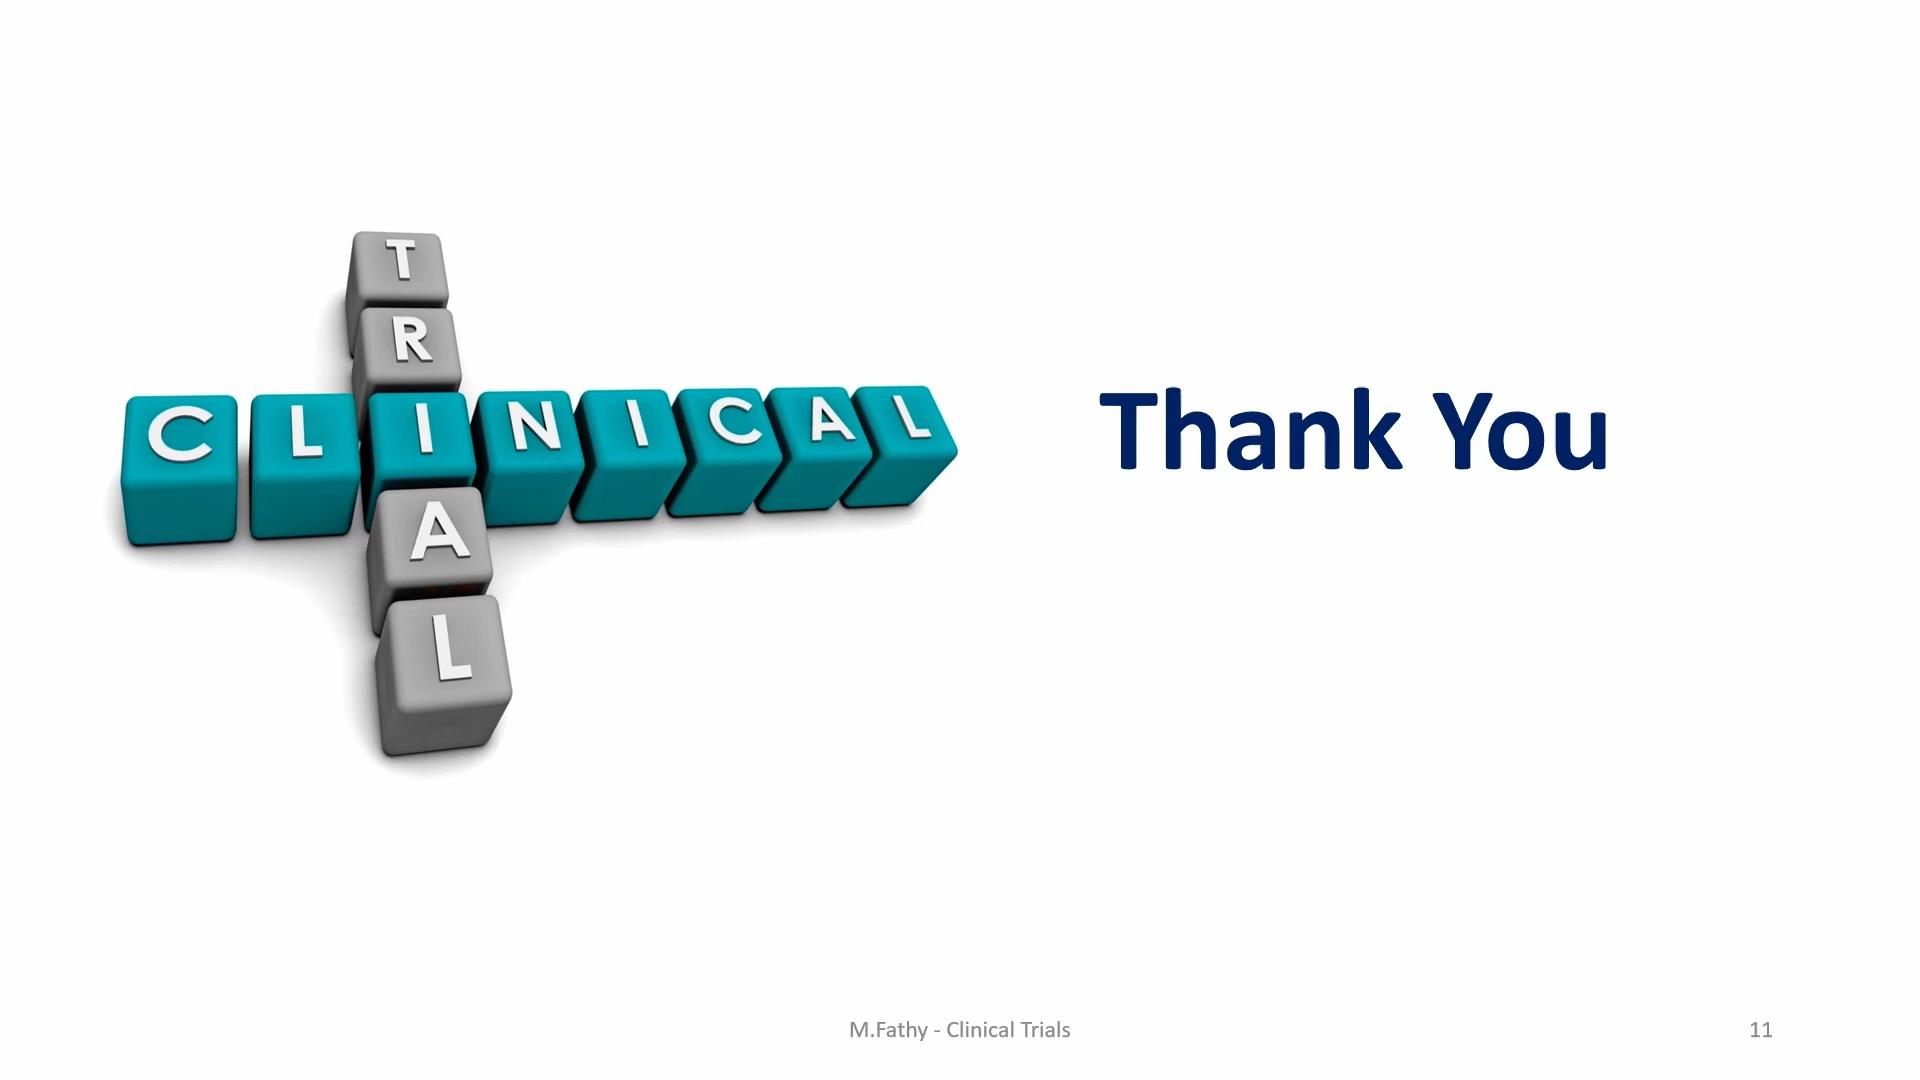 TRIAL
CLINICAL
Thank You
M.Fathy - Clinical Trials
11